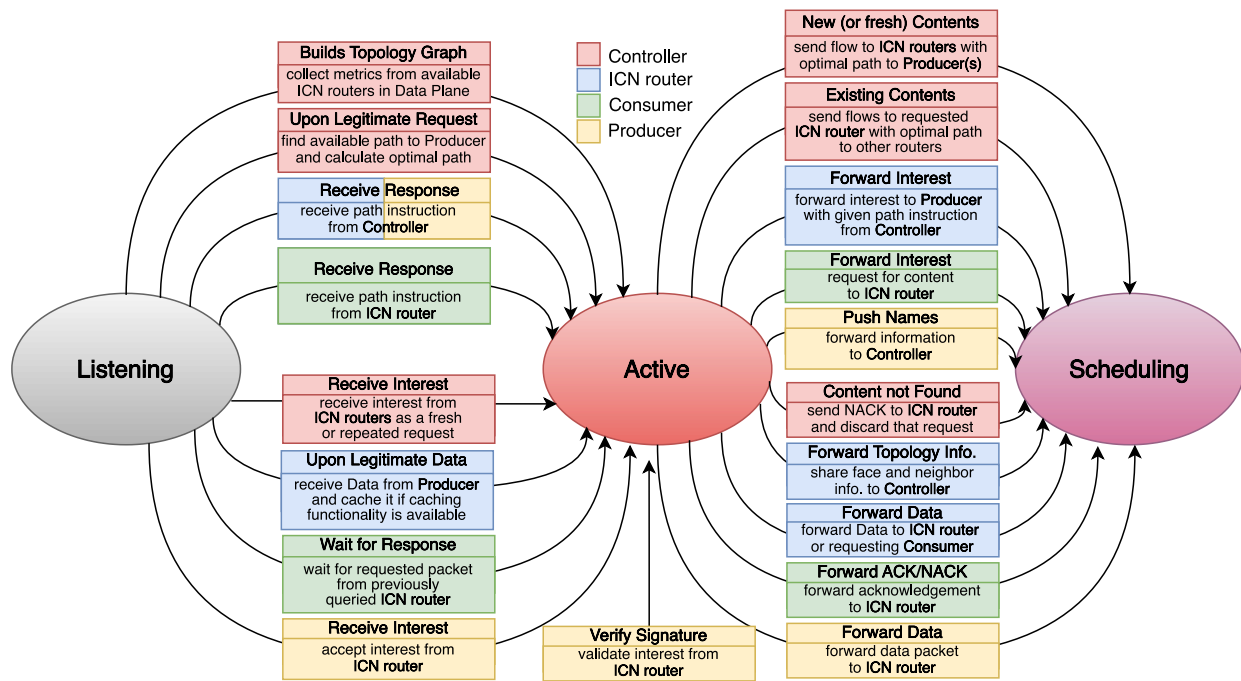 Builds Topology Graph
collect metrics from available
ICN routers in Data Plane
Upon Legitimate Request
find available path to Producer
and calculate optimal path
Receive Response
receive path instruction
from Controller
Receive Response
receive path instruction
from ICN router
Controller
ICN router
Consumer
Producer
New (or fresh) Contents
send flow to ICN routers with
optimal path to Producer(s)
Existing Contents
send flows to requested
ICN router with optimal path
to other routers
Forward Interest
forward interest to Producer
with given path instruction
from Controller
Forward Interest
request for content
to ICN router
Push Names
forward information
to Controller
Listening
Active
Scheduling
Receive Interest
receive interest from
ICN routers as a fresh
or repeated request
Upon Legitimate Data
receive Data from Producer
and cache it if caching
functionality is available
Wait for Response
wait for requested packet
from previously
queried ICN router
Receive Interest
accept interest from
ICN router
Verify Signature
validate interest from
ICN router
Content not Found
send NACK to ICN router
and discard that request
Forward Topology Info.
share face and neighbor
info. to Controller
Forward Data
forward Data to ICN router
or requesting Consumer
Forward ACK/NACK
forward acknowledgement
to ICN router
Forward Data
forward data packet
to ICN router